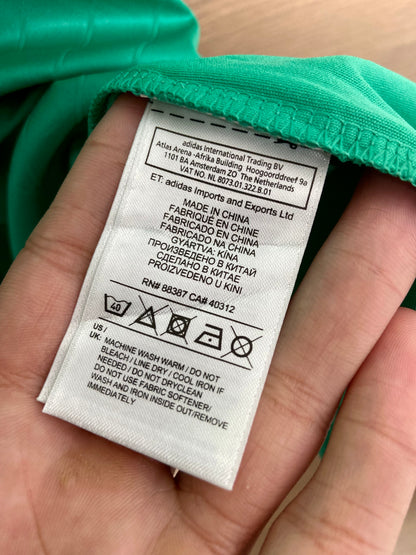 adidas International Trading BV
Atlas Arena -Afrika Building Hoogoorddreef 9a
1101 BA Amsterdam ZO The Netherlands
VAT NO. NL 8073.01.322.B.01
ET: adidas Imports and Exports Ltd
MADE IN CHINA
FABRIQUÉ EN CHINE
FABRICADO EN CHINA
FABRICADO NA CHINA
GYÁRTVA: KÍNA
ПРОИЗВЕДЕНО В КИТАЙ
СДЕЛАНО В КИТАЕ
PROIZVEDENO U KINI
RN# 88387 CA# 40312
40
US /
UK: MACHINE WASH WARM / DO NOT
BLEACH / LINE DRY / COOL IRON IF
NEEDED / DO NOT DRYCLEAN
DO NOT USE FABRIC SOFTENER/
WASH AND IRON INSIDE OUT/REMOVE
IMMEDIATELY